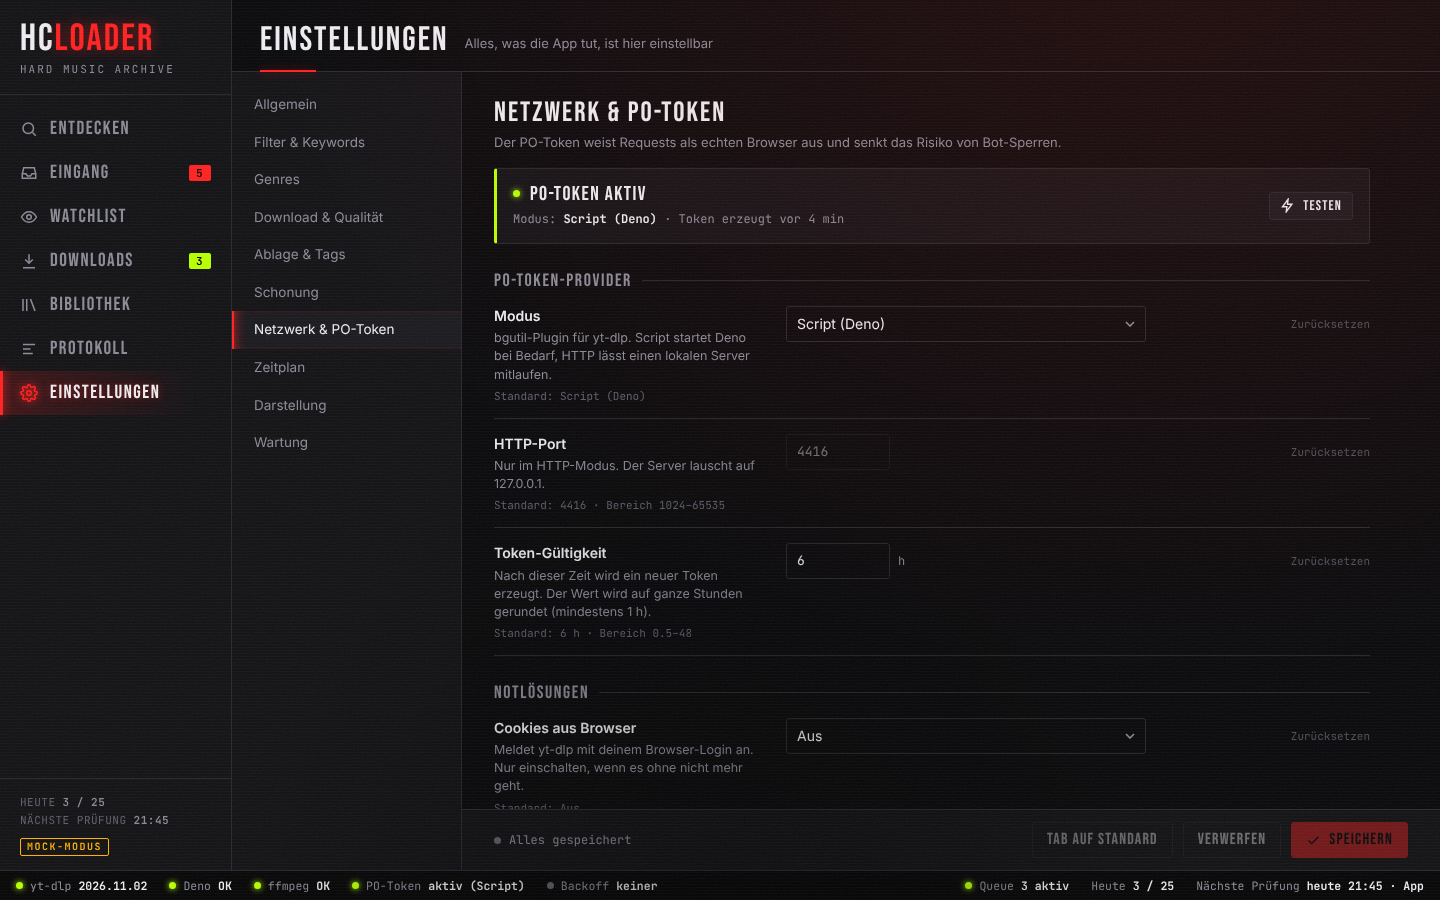 HCLOADER
HARD MUSIC ARCHIVE
ENTDECKEN
EINGANG 5
WATCHLIST
DOWNLOADS 3
BIBLIOTHEK
PROTOKOLL
EINSTELLUNGEN
HEUTE 3 / 25
NÄCHSTE PRÜFUNG 21:45
MOCK-MODUS
EINSTELLUNGEN Alles, was die App tut, ist hier einstellbar
Allgemein
Filter & Keywords
Genres
Download & Qualität
Ablage & Tags
Schonung
Netzwerk & PO-Token
Zeitplan
Darstellung
Wartung
NETZWERK & PO-TOKEN
Der PO-Token weist Requests als echten Browser aus und senkt das Risiko von Bot-Sperren.
PO-TOKEN AKTIV
Modus: Script (Deno) · Token erzeugt vor 4 min
TESTEN
PO-TOKEN-PROVIDER
Modus
bgutil-Plugin für yt-dlp. Script startet Deno
bei Bedarf, HTTP lässt einen lokalen Server
mitlaufen.
Standard: Script (Deno)
Script (Deno)
Zurücksetzen
HTTP-Port
Nur im HTTP-Modus. Der Server lauscht auf
127.0.0.1.
Standard: 4416 · Bereich 1024–65535
4416
Zurücksetzen
Token-Gültigkeit
Nach dieser Zeit wird ein neuer Token
erzeugt. Der Wert wird auf ganze Stunden
gerundet (mindestens 1 h).
Standard: 6 h · Bereich 0.5–48
6 h
Zurücksetzen
NOTLÖSUNGEN
Cookies aus Browser
Meldet yt-dlp mit deinem Browser-Login an.
Nur einschalten, wenn es ohne nicht mehr
geht.
Standard: Aus
Aus
Zurücksetzen
Alles gespeichert
TAB AUF STANDARD
VERWERFEN
SPEICHERN
yt-dlp 2026.11.02 Deno OK ffmpeg OK PO-Token aktiv (Script) Backoff keiner Queue 3 aktiv Heute 3 / 25 Nächste Prüfung heute 21:45 · App